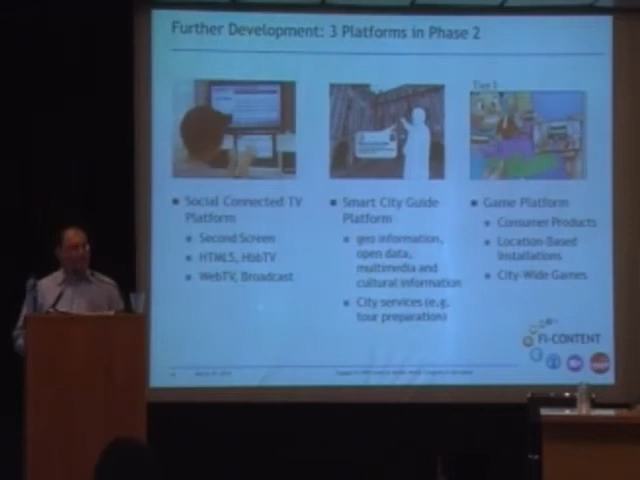 Further Development: 3 Platforms in Phase 2
Social Connected TV
Platform
Second Screen
HTML5, HbbTV
WebTV, Broadcast
Smart City Guide
Platform
geo information,
open data,
multimedia and
cultural information
City services (e.g.
tour preparation)
Game Platform
Consumer Products
Location-Based
Installations
City-Wide Games
FI-CONTENT